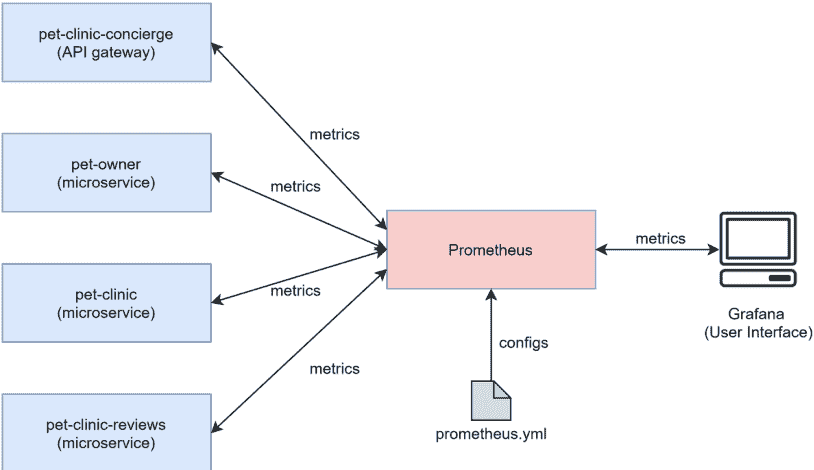 pet-clinic-concierge
(API gateway)
metrics
pet-owner
(microservice)
metrics
Prometheus
metrics
pet-clinic
(microservice)
metrics
Grafana
(User Interface)
configs
metrics
pet-clinic-reviews
(microservice)
prometheus.yml